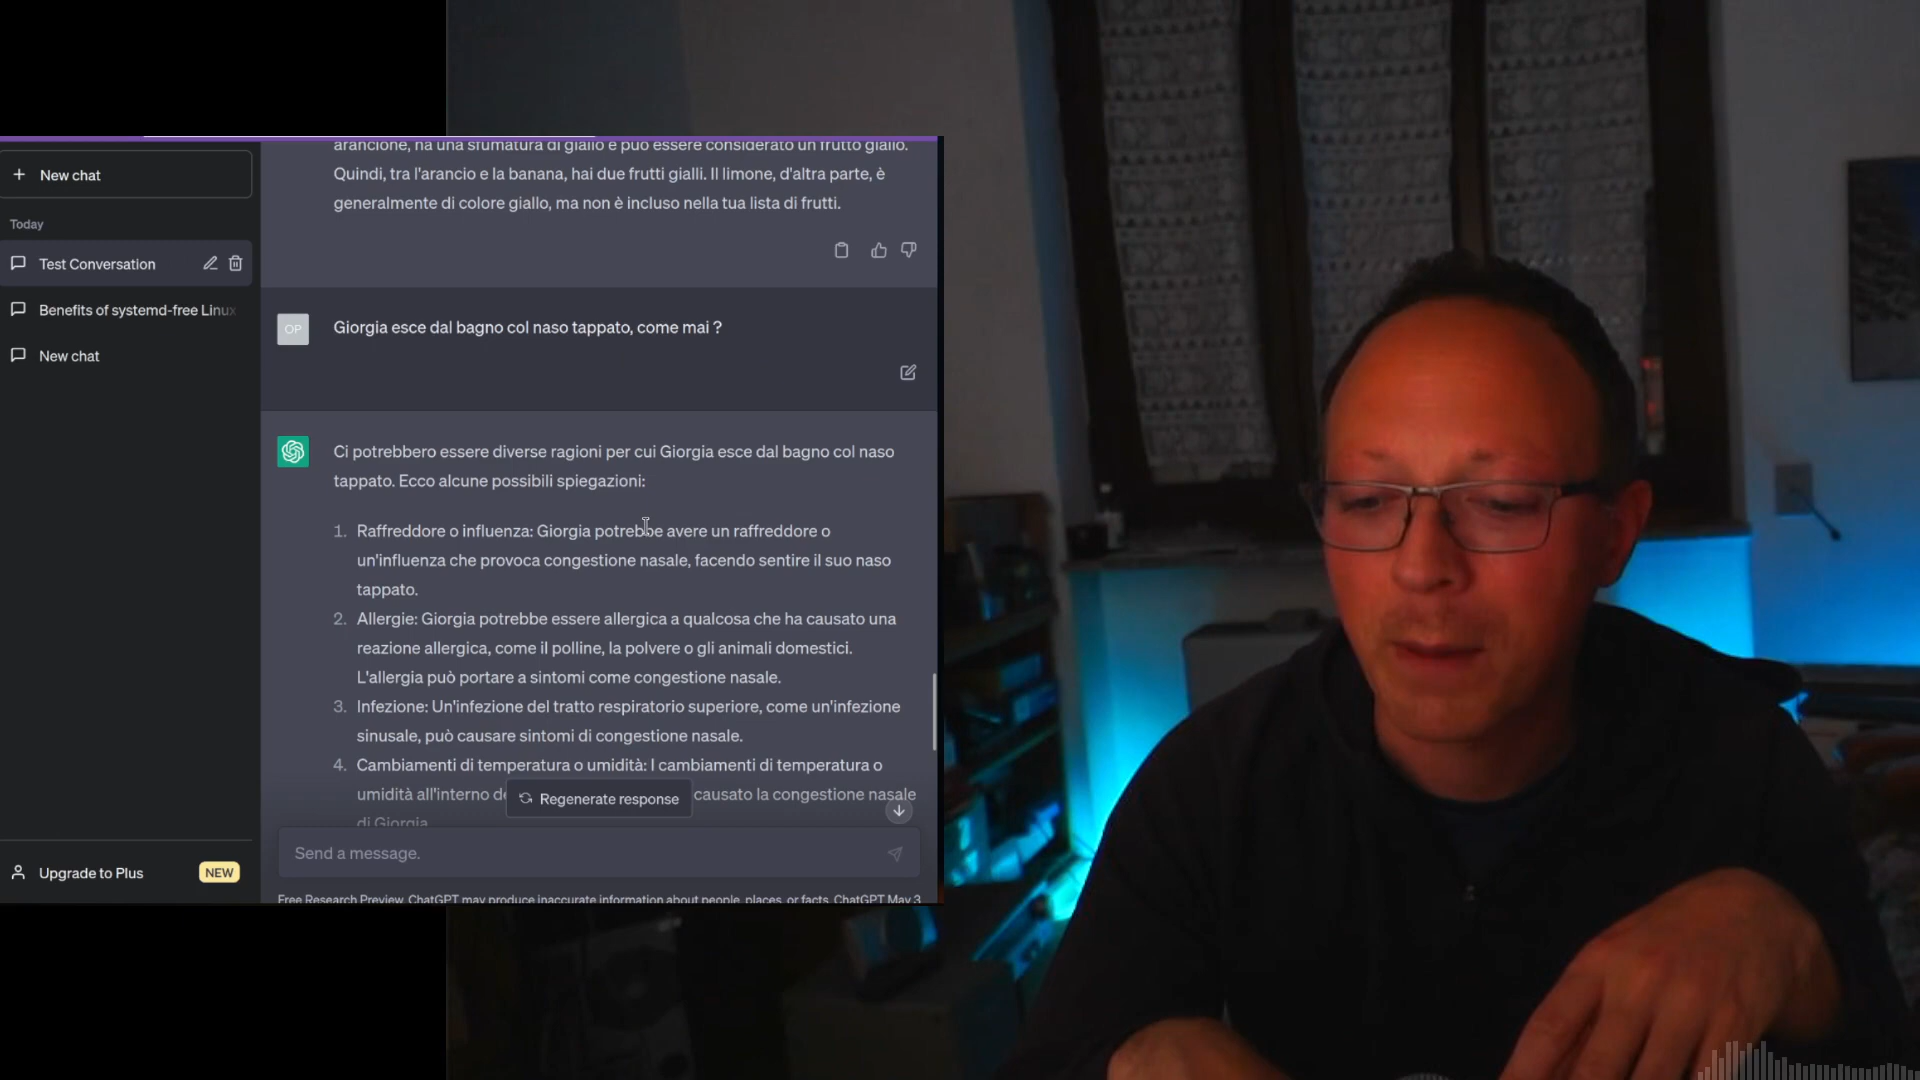 New chat
Today
Test Conversation
Benefits of systemd-free Linux
New chat
Upgrade to Plus
NEW
arancione, ha una sfumatura di giallo e può essere considerato un frutto giallo.
Quindi, tra l'arancio e la banana, hai due frutti gialli. Il limone, d'altra parte, è
generalmente di colore giallo, ma non è incluso nella tua lista di frutti.
OP
Giorgia esce dal bagno col naso tappato, come mai ?
Ci potrebbero essere diverse ragioni per cui Giorgia esce dal bagno col naso
tappato. Ecco alcune possibili spiegazioni:
1. Raffreddore o influenza: Giorgia potrebbe avere un raffreddore o
un'influenza che provoca congestione nasale, facendo sentire il suo naso
tappato.
2. Allergie: Giorgia potrebbe essere allergica a qualcosa che ha causato una
reazione allergica, come il polline, la polvere o gli animali domestici.
L'allergia può portare a sintomi come congestione nasale.
3. Infezione: Un'infezione del tratto respiratorio superiore, come un'infezione
sinusale, può causare sintomi di congestione nasale.
4. Cambiamenti di temperatura o umidità: I cambiamenti di temperatura o
umidità all'interno causato la congestione nasale
di Giorgia
Regenerate response
Send a message.
Free Research Preview. ChatGPT may produce inaccurate information about people, places, or facts. ChatGPT May 3